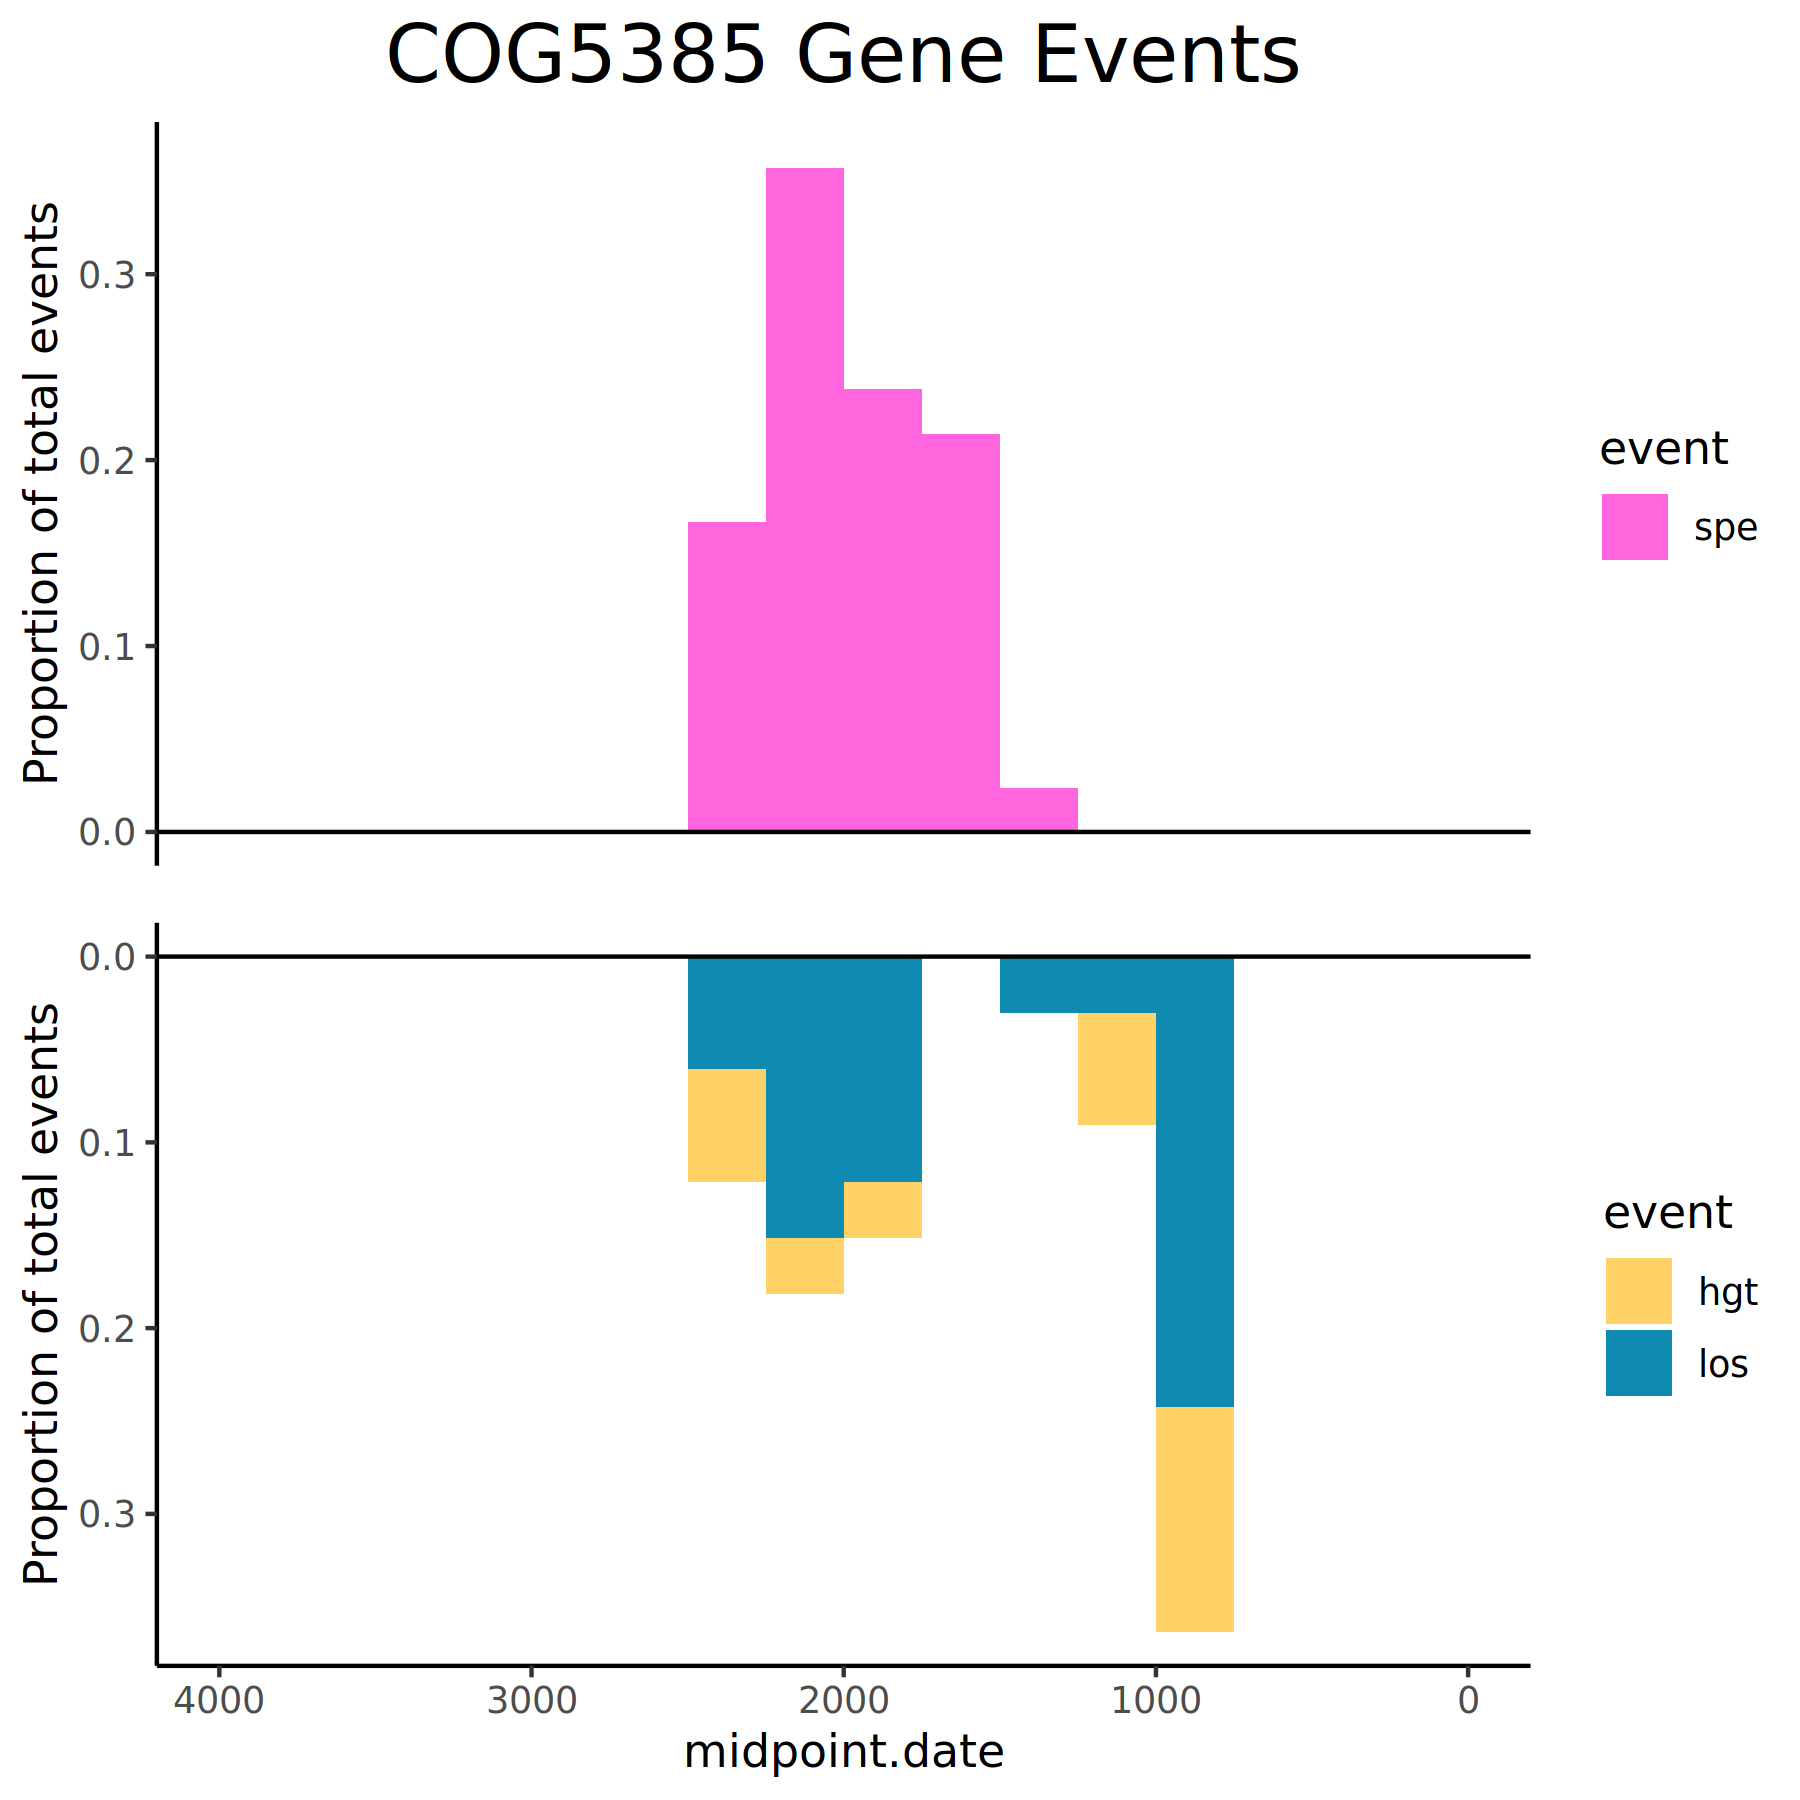 COG5385 Gene Events
Proportion of total events
0.3
0.2
0.1
0.0
event
spe
Proportion of total events
0.0
0.1
0.2
0.3
event
hgt
los
4000 3000 2000 1000 0
midpoint.date